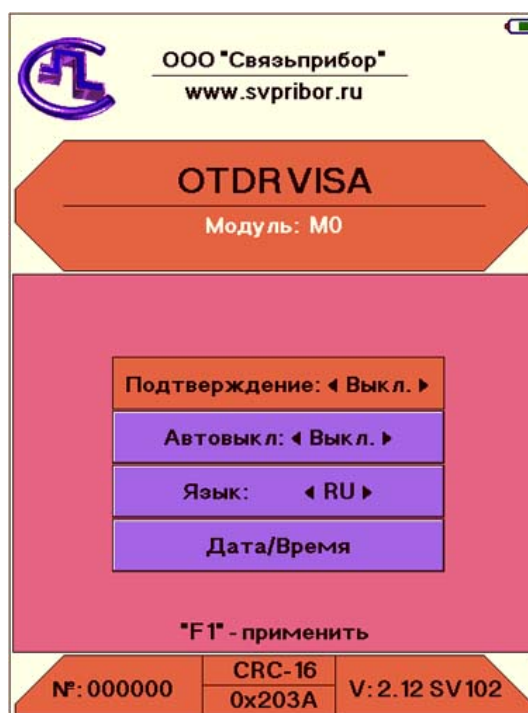 ООО "Связьприбор"
www.svpribor.ru
OTDR VISA
Модуль: M0
Подтверждение: Выкл.
Автовыкл: Выкл.
Язык: RU
Дата/Время
"F1" - применить
№: 000000
CRC-16
0x203A
V: 2.12 SV102